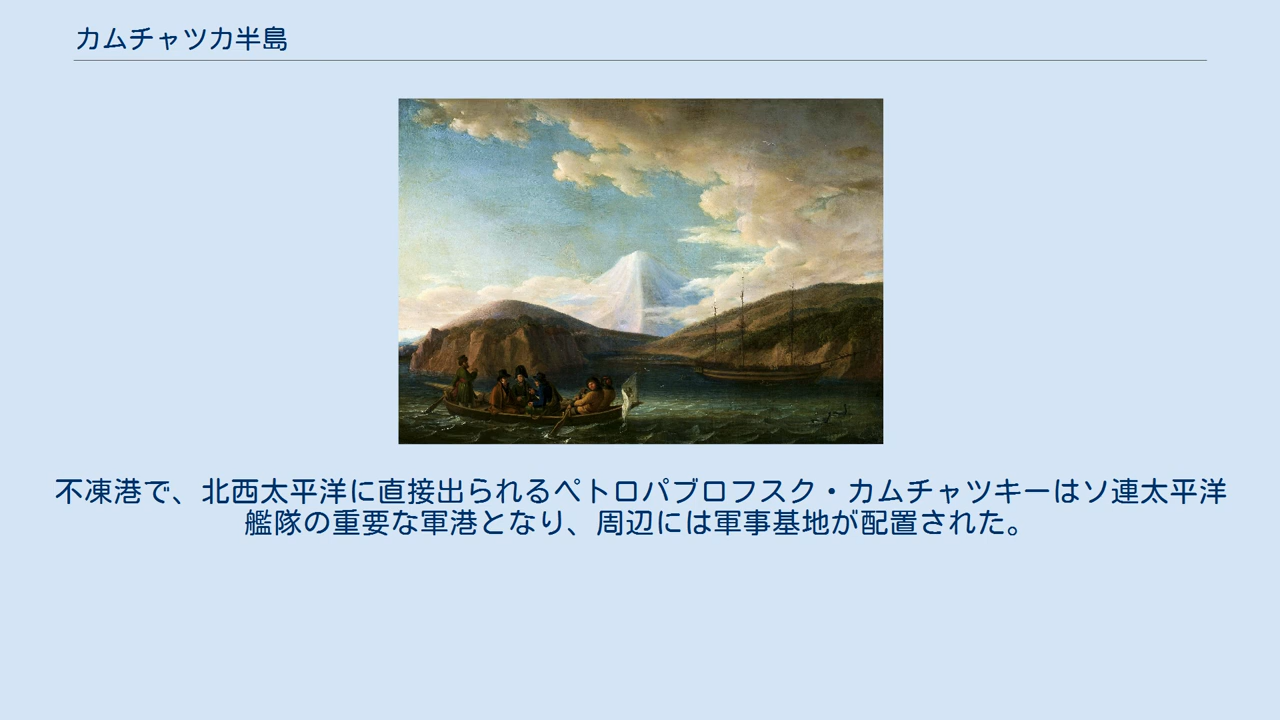 カムチャツカ半島
不凍港で、北西太平洋に直接出られるペトロパブロフスク・カムチャツキーはソ連太平洋
艦隊の重要な軍港となり、周辺には軍事基地が配置された。